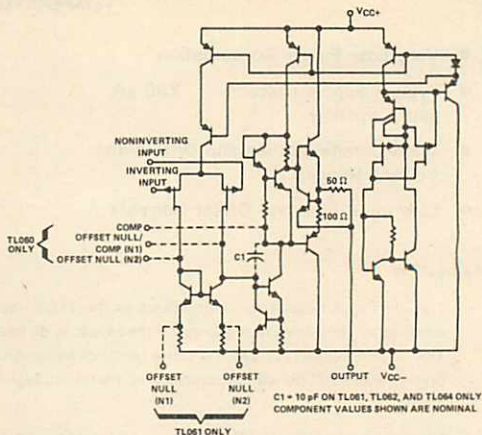 VCC+
NONINVERTING
INPUT
INVERTING
INPUT
50 Ω
100 Ω
TL060
ONLY
COMP
OFFSET NULL/
COMP (N1)
OFFSET NULL (N2)
C1
OFFSET
NULL
(N1)
OFFSET
NULL
(N2)
OUTPUT
VCC−
TL061 ONLY
C1 = 10 pF ON TL061, TL062, AND TL064 ONLY
COMPONENT VALUES SHOWN ARE NOMINAL